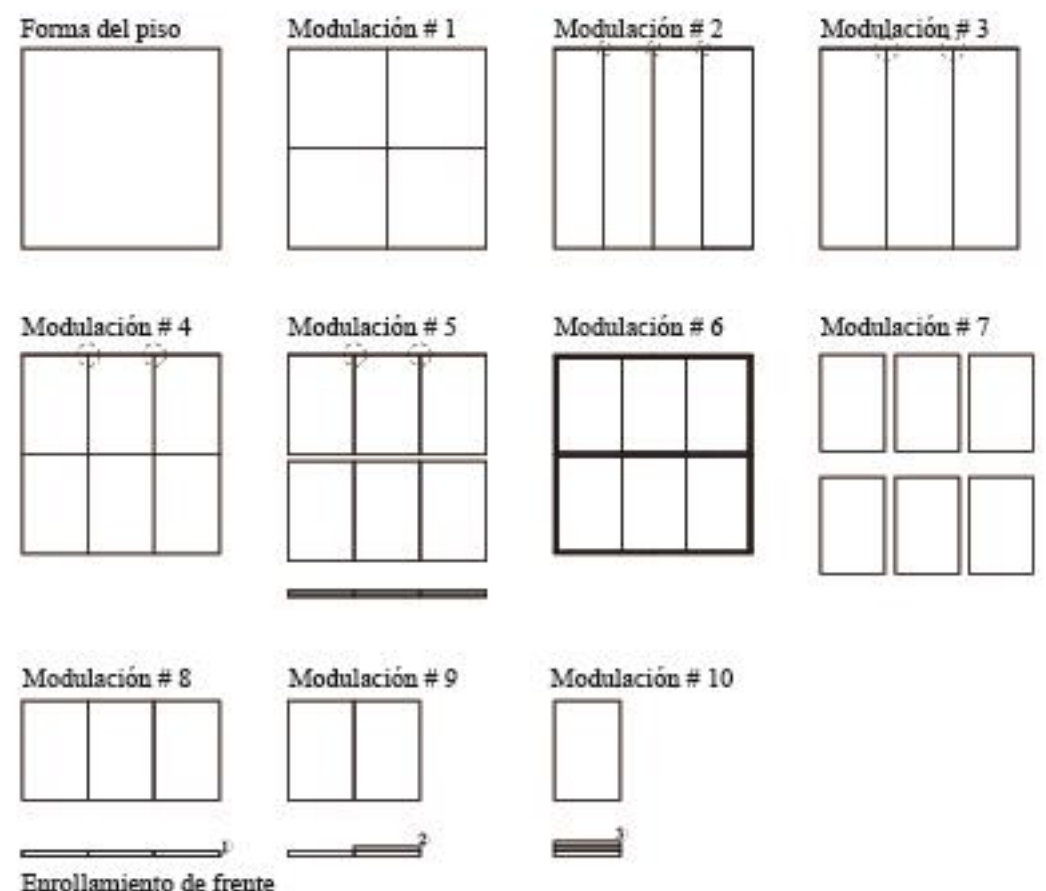 Forma del piso
Modulación # 1
Modulación # 2
Modulación # 3
Modulación # 4
Modulación # 5
Modulación # 6
Modulación # 7
Modulación # 8
Modulación # 9
Modulación # 10
1
2
3
Enrollamiento de frente